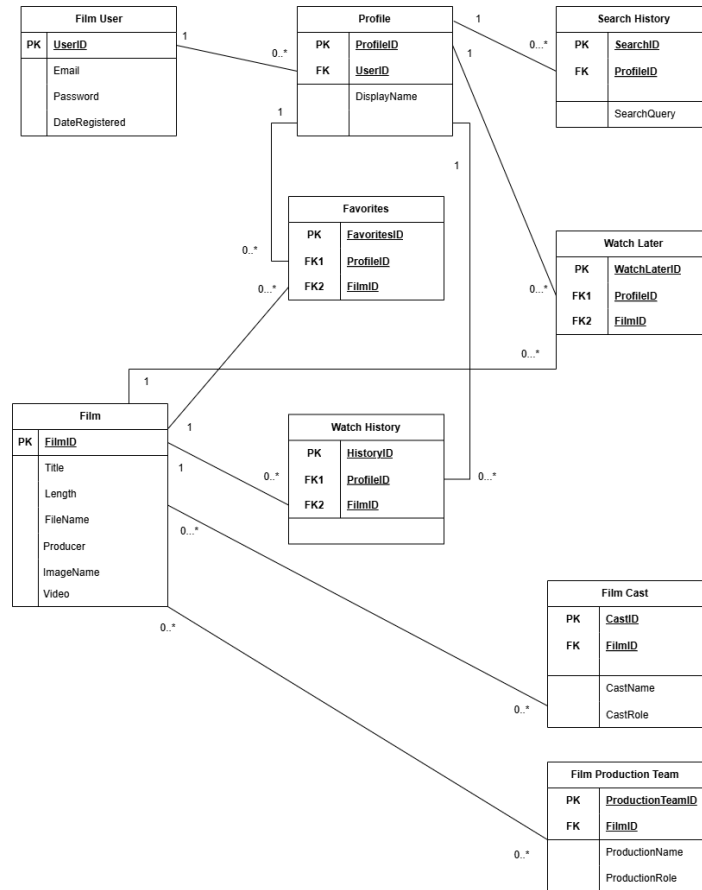 Film User
PK UserID
Email
Password
DateRegistered
1
0..*
Profile
PK ProfileID
FK UserID
DisplayName
1
0...*
1
Search History
PK SearchID
FK ProfileID
SearchQuery
1
1
0..*
Favorites
PK FavoritesID
FK1 ProfileID
FK2 FilmID
0...*
Watch Later
PK WatchLaterID
FK1 ProfileID
FK2 FilmID
0...*
0...*
1
Film
PK FilmID
Title
Length
FileName
Producer
ImageName
Video
1
1
0..*
Watch History
PK HistoryID
FK1 ProfileID
FK2 FilmID
0...*
0...*
0..*
Film Cast
PK CastID
FK FilmID
CastName
CastRole
0..*
Film Production Team
PK ProductionTeamID
FK FilmID
ProductionName
ProductionRole
0..*